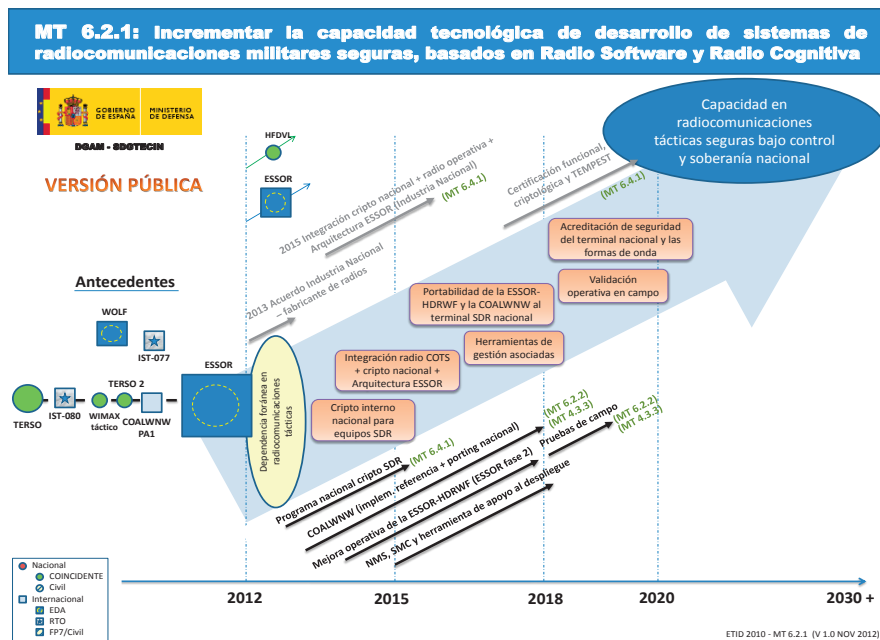 MT 6.2.1: Incrementar la capacidad tecnológica de desarrollo de sistemas de
radiocomunicaciones militares seguras, basados en Radio Software y Radio Cognitiva
GOBIERNO
DE ESPAÑA
MINISTERIO
DE DEFENSA
DGAM - SDGTECIN
VERSIÓN PÚBLICA
HFDVL
ESSOR
Capacidad en
radiocomunicaciones
tácticas seguras bajo control
y soberanía nacional
2015 Integración cripto nacional + radio operativa +
Arquitectura ESSOR (Industria Nacional)
(MT 6.4.1)
Certificación funcional,
criptológica y TEMPEST
(MT 6.4.1)
2013 Acuerdo Industria Nacional
– fabricante de radios
Acreditación de seguridad
del terminal nacional y las
formas de onda
Validación
operativa en campo
Portabilidad de la ESSOR-
HDRWF y la COALWNW al
terminal SDR nacional
Herramientas de
gestión asociadas
Integración radio COTS
+ cripto nacional +
Arquitectura ESSOR
Cripto interno
nacional para
equipos SDR
Antecedentes
WOLF
IST-077
ESSOR
TERSO
IST-080
WIMAX
táctico
TERSO 2
COALWNW
PA1
Dependencia foránea en
radiocomunicaciones
tácticas
Programa nacional cripto SDR
(MT 6.4.1)
COALWNW (implem. referencia + porting nacional)
(MT 6.2.2)
(MT 4.3.3)
Mejora operativa de la ESSOR-HDRWF (ESSOR fase 2)
Pruebas de campo
(MT 6.2.2)
(MT 4.3.3)
NMS, SMC y herramienta de apoyo al despliegue
Nacional
COINCIDENTE
Civil
Internacional
EDA
RTO
FP7/Civil
2012
2015
2018
2020
2030 +
ETID 2010 - MT 6.2.1 (V 1.0 NOV 2012)